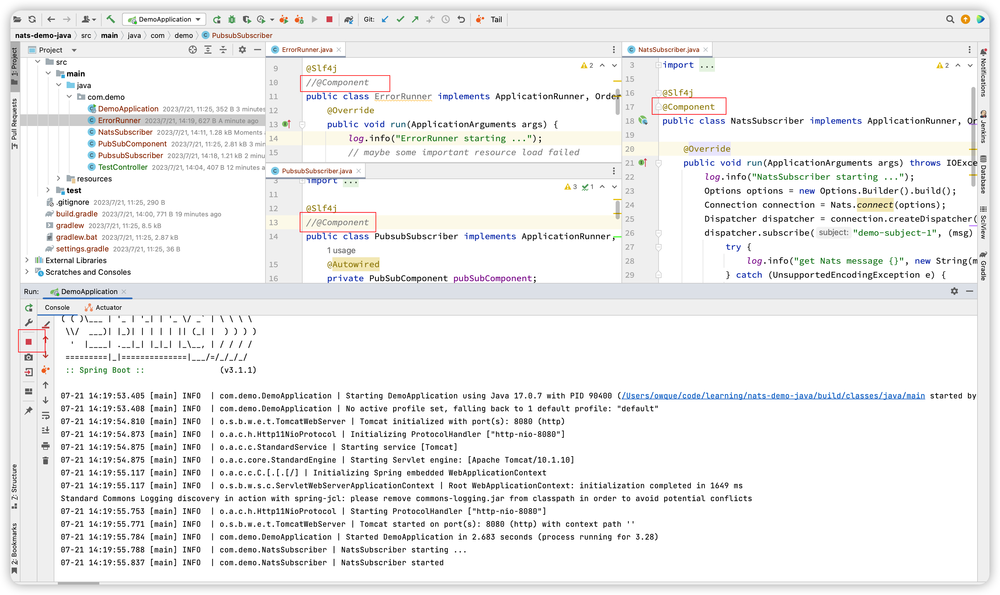 DemoApplication
Git:
Tail
nats-demo-java
src
main
java
com
demo
PubsubSubscriber
1: Project
Pull Requests
7: Structure
2: Bookmarks
Project
src
main
java
com.demo
DemoApplication 2023/7/21, 11:25, 352 B 3 minutes
ErrorRunner 2023/7/21, 14:19, 627 B A minute ago
NatsSubscriber 2023/7/21, 14:11, 1.28 kB Moments
PubSubComponent 2023/7/21, 11:25, 2.81 kB 3 min
PubsubSubscriber 2023/7/21, 14:18, 1.21 kB 2 minu
TestController 2023/7/21, 14:04, 407 B 12 minutes a
resources
test
.gitignore 2023/7/21, 11:25, 290 B
build.gradle 2023/7/21, 14:00, 771 B 19 minutes ago
gradlew 2023/7/21, 11:25, 8.5 kB
gradlew.bat 2023/7/21, 11:25, 2.87 kB
settings.gradle 2023/7/21, 11:25, 36 B
External Libraries
Scratches and Consoles
ErrorRunner.java
2
9 @Slf4j
10 //@Component
11 public class ErrorRunner implements ApplicationRunner, Order
12 @Override
13 public void run(ApplicationArguments args) {
14 log.info("ErrorRunner starting ...");
15 // maybe some important resource load failed
PubsubSubscriber.java
3 1
3 import ...
11
12 @Slf4j
13 //@Component
14 public class PubsubSubscriber implements ApplicationRunner,
1 usage
15 @Autowired
16 private PubSubComponent pubSubComponent;
NatsSubscriber.java
2
3 import ...
15
16 @Slf4j
17 @Component
18 public class NatsSubscriber implements ApplicationRunner, Or
19
20 @Override
21 public void run(ApplicationArguments args) throws IOExce
22 log.info("NatsSubscriber starting ...");
23 Options options = new Options.Builder().build();
24 Connection connection = Nats.connect(options);
25 Dispatcher dispatcher = connection.createDispatcher(
26 dispatcher.subscribe( subject: "demo-subject-1", (msg)
27 try {
28 log.info("get Nats message {}", new String(m
29 } catch (UnsupportedEncodingException e) {
Notifications
Jenkins
Database
SciView
Gradle
Run: DemoApplication
Console
Actuator
( ( )\___ | '_ | '_| | '_ \/ _` | \ \ \ \
 \\/  ___)| |_)| | | | | || (_| |  ) ) ) )
  '  |____| .__|_| |_|_| |_\__, | / / / /
 =========|_|==============|___/=/_/_/_/
 :: Spring Boot :: (v3.1.1)
07-21 14:19:53.405 [main] INFO | com.demo.DemoApplication | Starting DemoApplication using Java 17.0.7 with PID 90400 (/Users/owque/code/learning/nats-demo-java/build/classes/java/main started by
07-21 14:19:53.408 [main] INFO | com.demo.DemoApplication | No active profile set, falling back to 1 default profile: "default"
07-21 14:19:54.810 [main] INFO | o.s.b.w.e.t.TomcatWebServer | Tomcat initialized with port(s): 8080 (http)
07-21 14:19:54.873 [main] INFO | o.a.c.h.Http11NioProtocol | Initializing ProtocolHandler ["http-nio-8080"]
07-21 14:19:54.875 [main] INFO | o.a.c.c.StandardService | Starting service [Tomcat]
07-21 14:19:54.875 [main] INFO | o.a.c.core.StandardEngine | Starting Servlet engine: [Apache Tomcat/10.1.10]
07-21 14:19:55.117 [main] INFO | o.a.c.c.C.[.[.[/] | Initializing Spring embedded WebApplicationContext
07-21 14:19:55.117 [main] INFO | o.s.b.w.s.c.ServletWebServerApplicationContext | Root WebApplicationContext: initialization completed in 1649 ms
Standard Commons Logging discovery in action with spring-jcl: please remove commons-logging.jar from classpath in order to avoid potential conflicts
07-21 14:19:55.753 [main] INFO | o.a.c.h.Http11NioProtocol | Starting ProtocolHandler ["http-nio-8080"]
07-21 14:19:55.771 [main] INFO | o.s.b.w.e.t.TomcatWebServer | Tomcat started on port(s): 8080 (http) with context path ''
07-21 14:19:55.784 [main] INFO | com.demo.DemoApplication | Started DemoApplication in 2.683 seconds (process running for 3.28)
07-21 14:19:55.788 [main] INFO | com.demo.NatsSubscriber | NatsSubscriber starting ...
07-21 14:19:55.837 [main] INFO | com.demo.NatsSubscriber | NatsSubscriber started